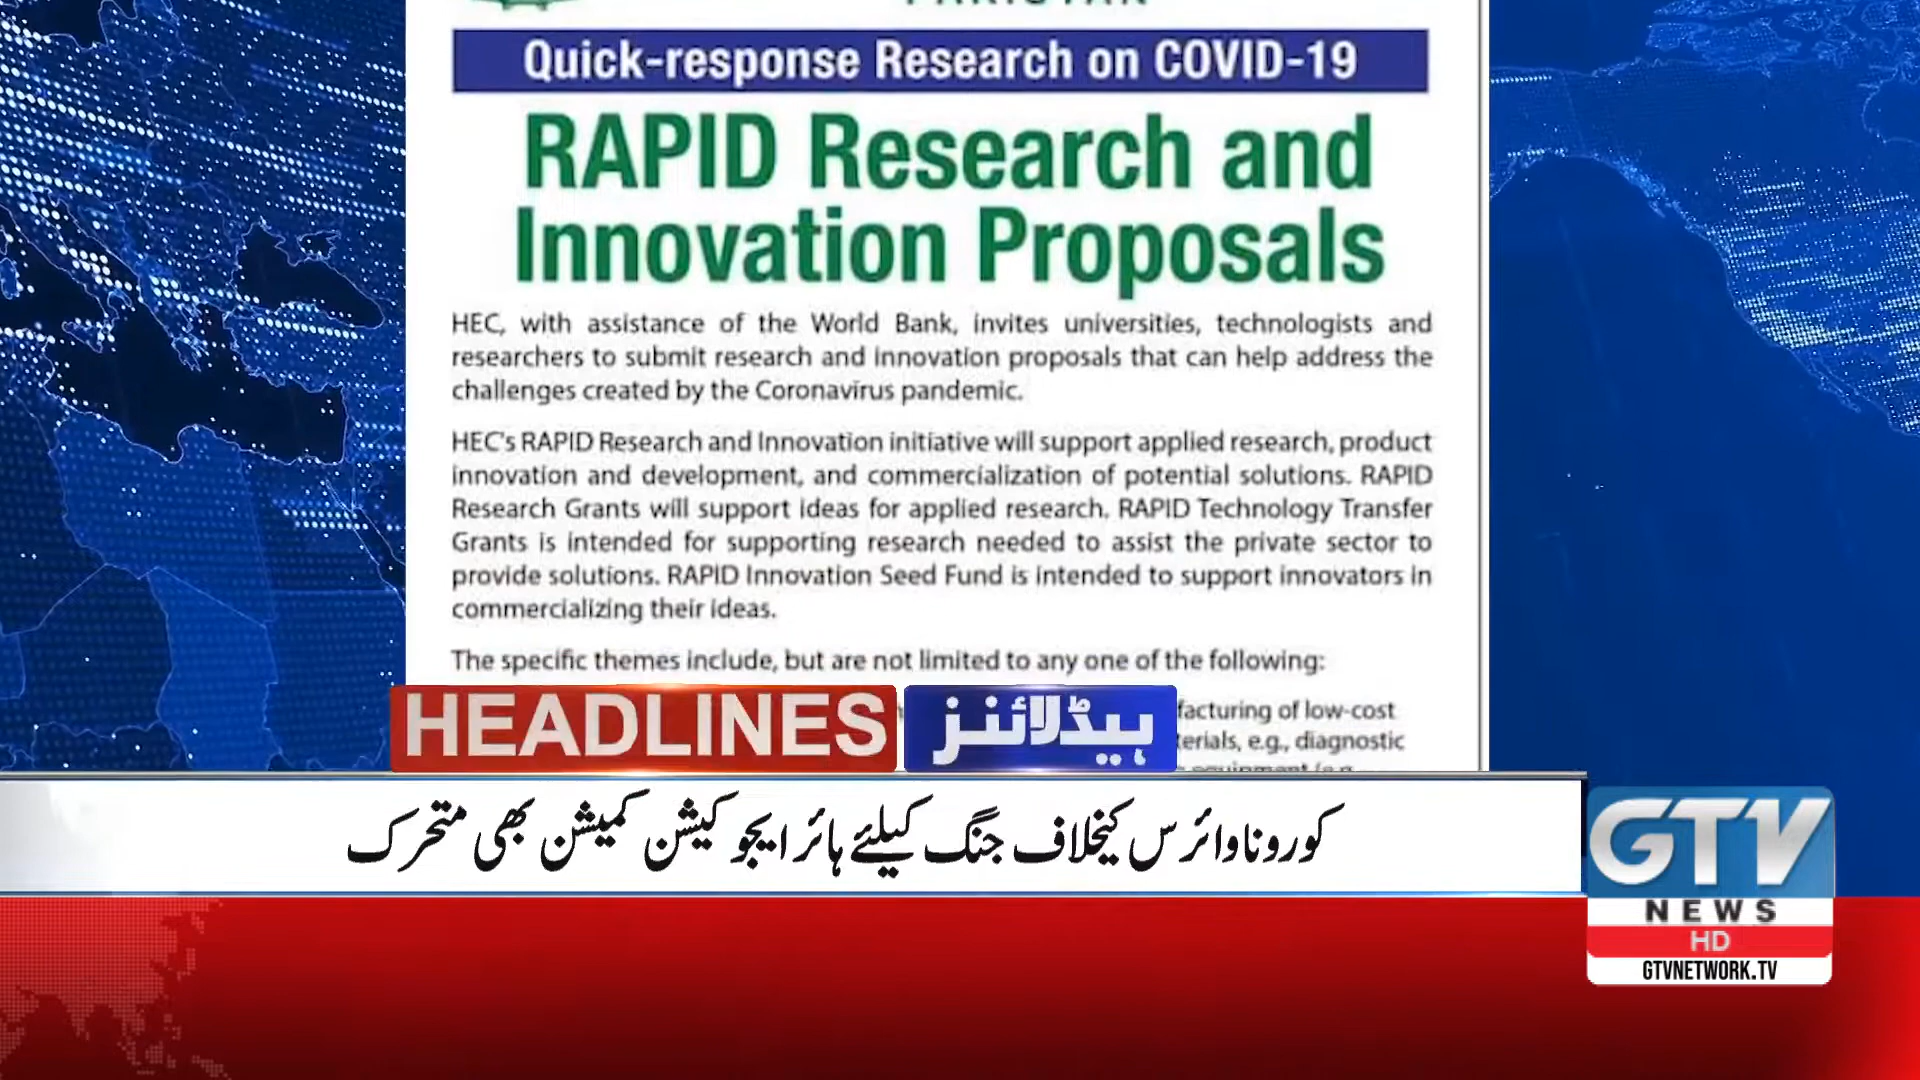 PAKISTAN
Quick-response Research on COVID-19
RAPID Research and
Innovation Proposals
HEC, with assistance of the World Bank, invites universities, technologists and
researchers to submit research and innovation proposals that can help address the
challenges created by the Coronavirus pandemic.
HEC's RAPID Research and Innovation initiative will support applied research, product
innovation and development, and commercialization of potential solutions. RAPID
Research Grants will support ideas for applied research. RAPID Technology Transfer
Grants is intended for supporting research needed to assist the private sector to
provide solutions. RAPID Innovation Seed Fund is intended to support innovators in
commercializing their ideas.
The specific themes include, but are not limited to any one of the following:
facturing of low-cost
terials, e.g., diagnostic
equipment (e.g.
HEADLINES ہیڈلائنز
کورونا وائرس کیخلاف جنگ کیلئے ہائر ایجوکیشن کمیشن بھی متحرک
GTV
NEWS
HD
GTVNETWORK.TV